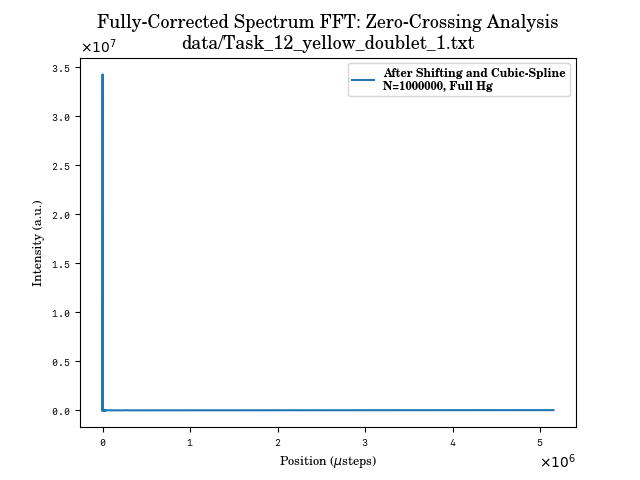 Fully-Corrected Spectrum FFT: Zero-Crossing Analysis
data/Task_12_yellow_doublet_1.txt
×10⁷
After Shifting and Cubic-Spline
N=1000000, Full Hg
3.5
3.0
2.5
2.0
1.5
1.0
0.5
0.0
Intensity (a.u.)
0 1 2 3 4 5
Position (μsteps)
×10⁶